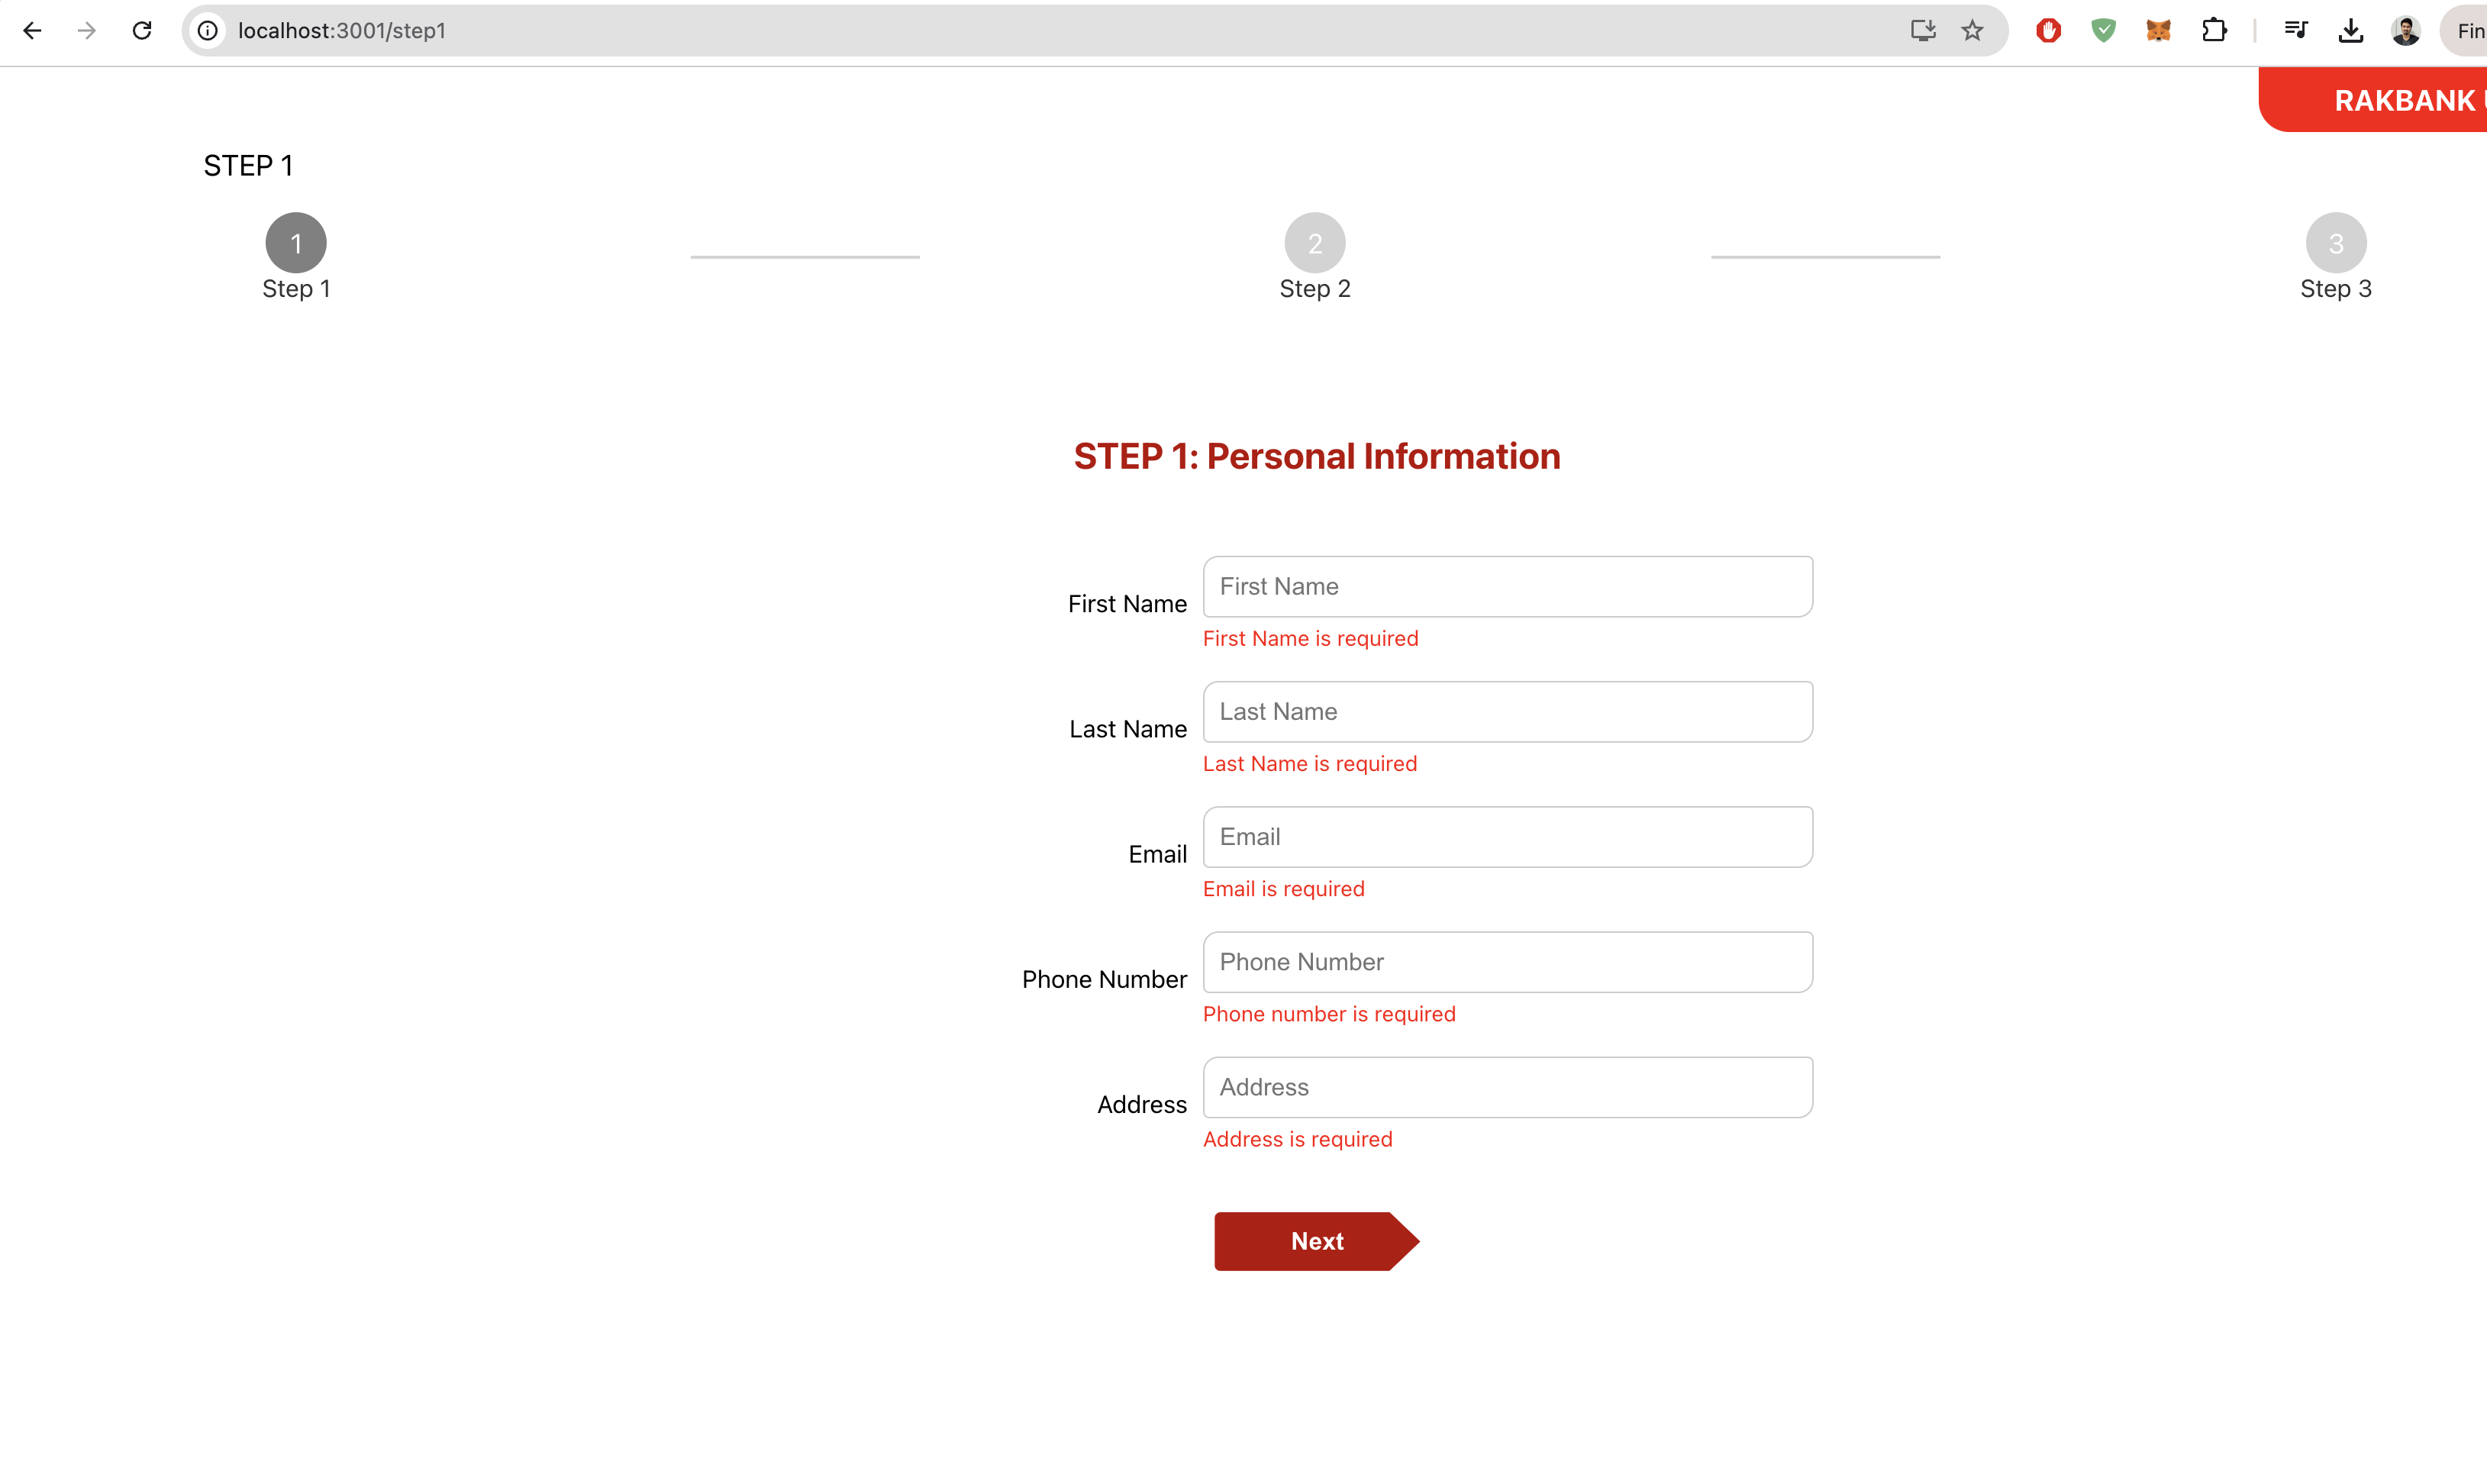 localhost:3001/step1
Fin
RAKBANK
STEP 1
1
2
3
Step 1
Step 2
Step 3
STEP 1: Personal Information
First Name
First Name
First Name is required
Last Name
Last Name
Last Name is required
Email
Email
Email is required
Phone Number
Phone Number
Phone number is required
Address
Address
Address is required
Next